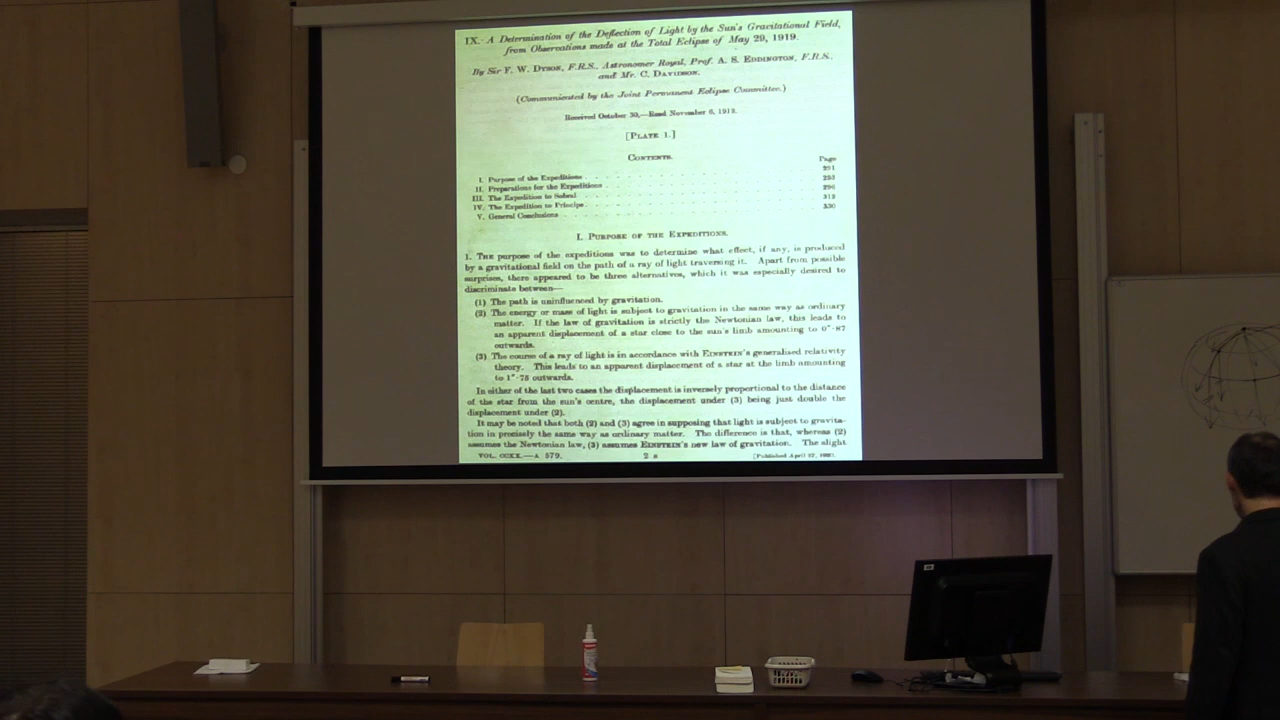 IX. A Determination of the Deflection of Light by the Sun's Gravitational Field,
from Observations made at the Total Eclipse of May 29, 1919.
By Sir F. W. DYSON, F.R.S., Astronomer Royal, Prof. A. S. EDDINGTON, F.R.S.,
and Mr. C. DAVIDSON.
(Communicated by the Joint Permanent Eclipse Committee.)
Received October 30,—Read November 6, 1919.
[PLATE 1.]
CONTENTS.
Page
I. Purpose of the Expeditions 291
II. Preparations for the Expeditions 293
III. The Expedition to Sobral 296
IV. The Expedition to Principe 312
V. General Conclusions 330
I. PURPOSE OF THE EXPEDITIONS.
1. THE purpose of the expeditions was to determine what effect, if any, is produced
by a gravitational field on the path of a ray of light traversing it. Apart from possible
surprises, there appeared to be three alternatives, which it was especially desired to
discriminate between—
(1) The path is uninfluenced by gravitation.
(2) The energy or mass of light is subject to gravitation in the same way as ordinary
matter. If the law of gravitation is strictly the Newtonian law, this leads to
an apparent displacement of a star close to the sun's limb amounting to 0"·87
outwards.
(3) The course of a ray of light is in accordance with EINSTEIN'S generalised relativity
theory. This leads to an apparent displacement of a star at the limb amounting
to 1"·75 outwards.
In either of the last two cases the displacement is inversely proportional to the distance
of the star from the sun's centre, the displacement under (3) being just double the
displacement under (2).
It may be noted that both (2) and (3) agree in supposing that light is subject to gravita-
tion in precisely the same way as ordinary matter. The difference is that, whereas (2)
assumes the Newtonian law, (3) assumes EINSTEIN'S new law of gravitation. The slight
VOL. CCXX.—A 579. 2 [Published April 27, 1920.